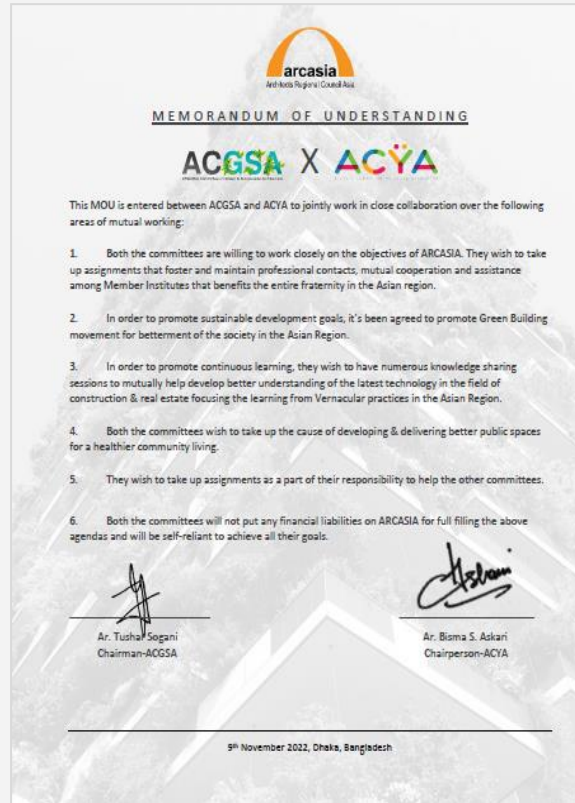 arcasia
Architects Regional Council Asia
MEMORANDUM OF UNDERSTANDING
ACGSA X ACŸA
This MOU is entered between ACGSA and ACYA to jointly work in close collaboration over the following
areas of mutual working:
1. Both the committees are willing to work closely on the objectives of ARCASIA. They wish to take
up assignments that foster and maintain professional contacts, mutual cooperation and assistance
among Member Institutes that benefits the entire fraternity in the Asian region.
2. In order to promote sustainable development goals, it's been agreed to promote Green Building
movement for betterment of the society in the Asian Region.
3. In order to promote continuous learning, they wish to have numerous knowledge sharing
sessions to mutually help develop better understanding of the latest technology in the field of
construction & real estate focusing the learning from Vernacular practices in the Asian Region.
4. Both the committees wish to take up the cause of developing & delivering better public spaces
for a healthier community living.
5. They wish to take up assignments as a part of their responsibility to help the other committees.
6. Both the committees will not put any financial liabilities on ARCASIA for full filling the above
agendas and will be self-reliant to achieve all their goals.
Ar. Tushar Sogani
Chairman-ACGSA
Ar. Bisma S. Askari
Chairperson-ACYA
9th November 2022, Dhaka, Bangladesh